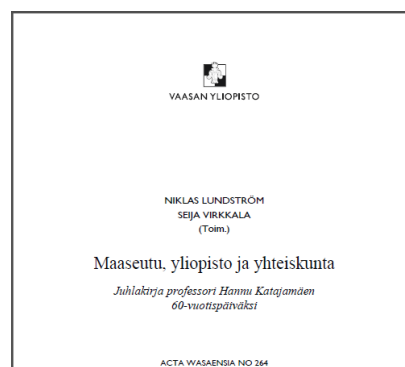 VAASAN YLIOPISTO
NIKLAS LUNDSTRÖM
SEIJA VIRKKALA
(Toim.)
Maaseutu, yliopisto ja yhteiskunta
Juhlakirja professori Hannu Katajamäen
60-vuotispäiväksi
ACTA WASAENSIA NO 264